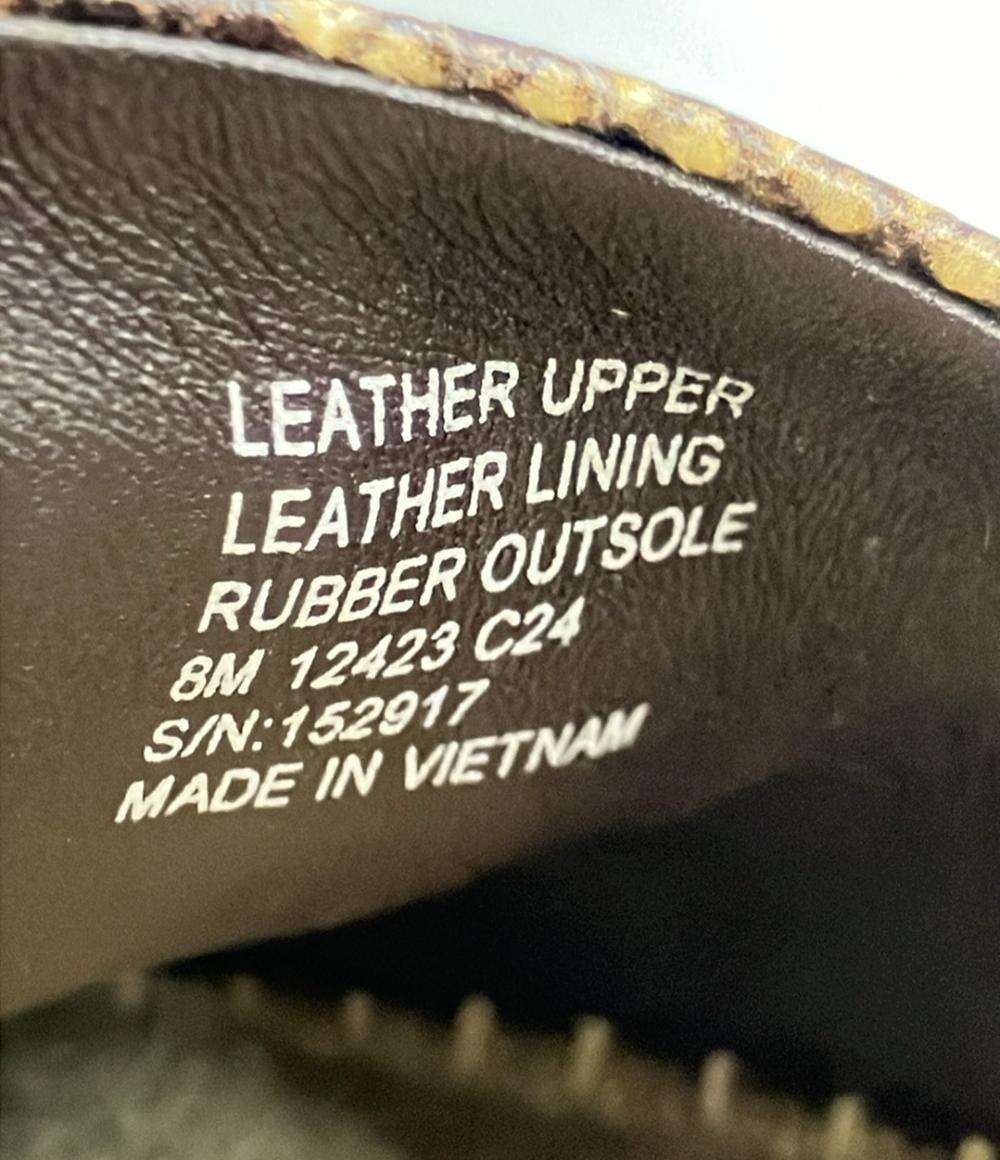 LEATHER UPPER
LEATHER LINING
RUBBER OUTSOLE
8M 12423 C24
S/N:152917
MADE IN VIETNAM